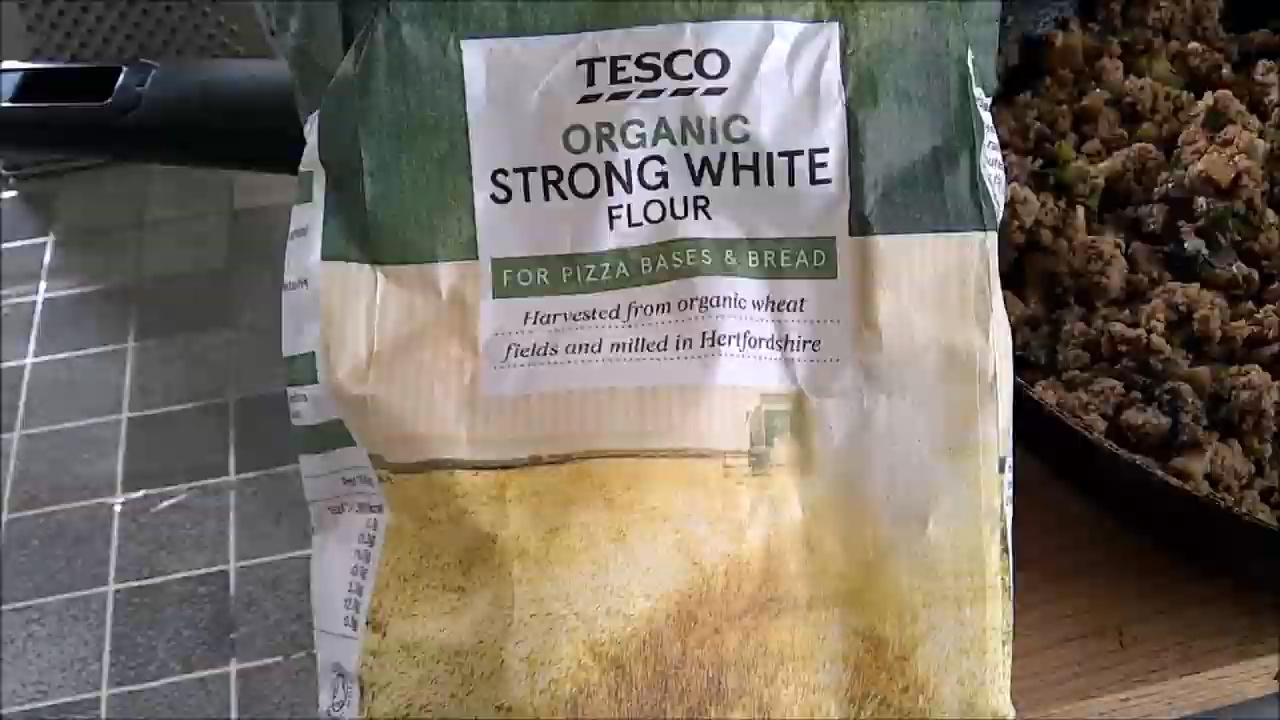 TESCO
ORGANIC
STRONG WHITE
FLOUR
FOR PIZZA BASES & BREAD
Harvested from organic wheat
fields and milled in Hertfordshire